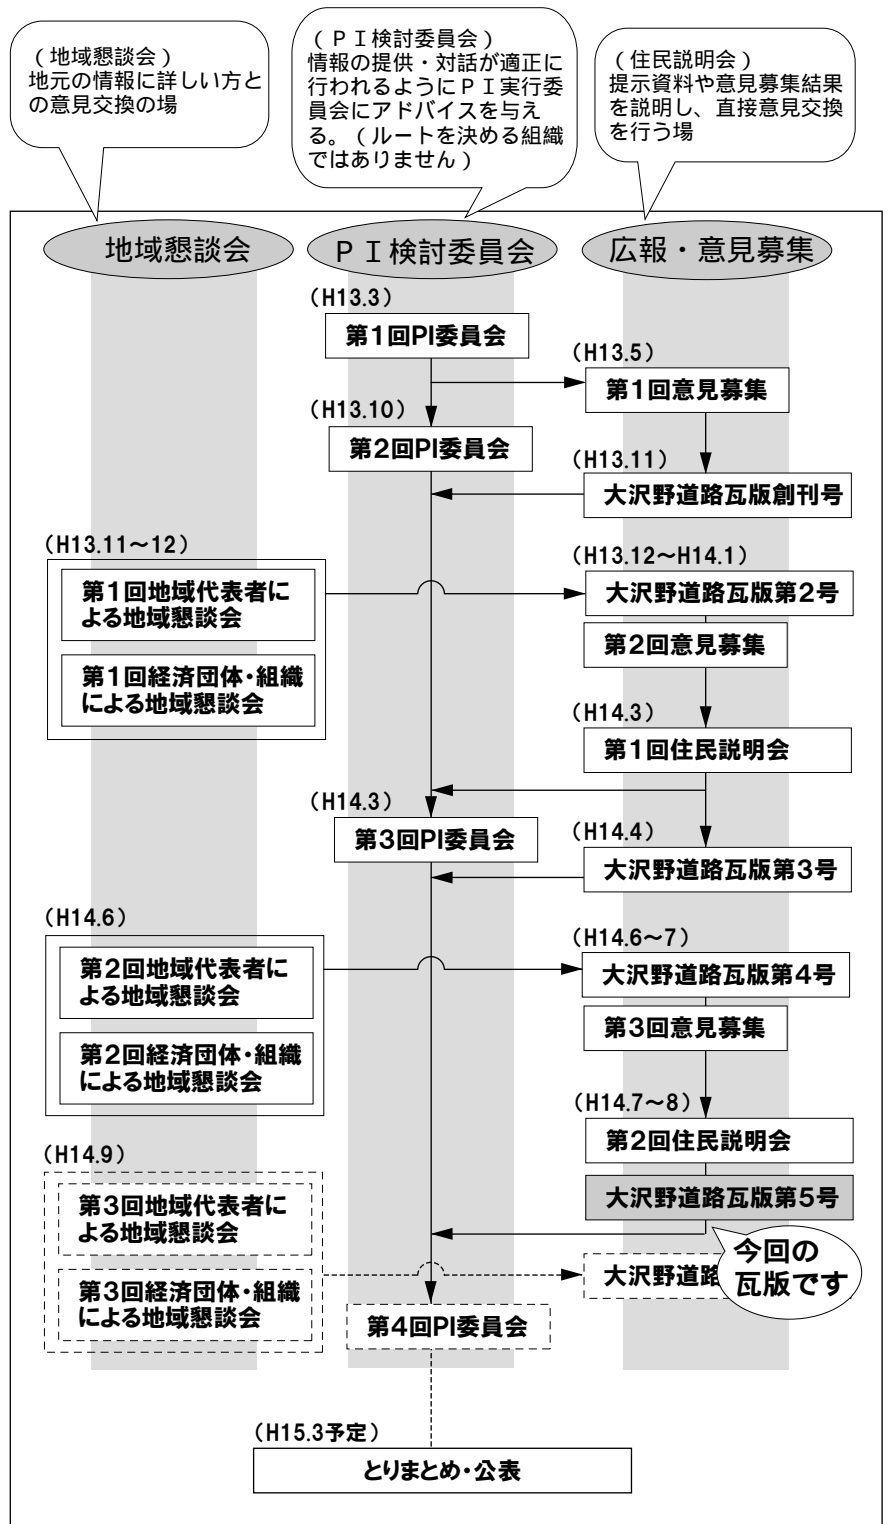 （地域懇談会）
地元の情報に詳しい方と
の意見交換の場
（ＰＩ検討委員会）
情報の提供・対話が適正に
行われるようにＰＩ実行委
員会にアドバイスを与え
る。（ルートを決める組織
ではありません）
（住民説明会）
提示資料や意見募集結果
を説明し、直接意見交換
を行う場
地域懇談会
ＰＩ検討委員会
広報・意見募集
（H13.3）
第1回PI委員会
（H13.5）
第1回意見募集
（H13.10）
第2回PI委員会
（H13.11）
大沢野道路瓦版創刊号
（H13.11～12）
第1回地域代表者に
よる地域懇談会
第1回経済団体・組織
による地域懇談会
（H13.12～H14.1）
大沢野道路瓦版第2号
第2回意見募集
（H14.3）
第1回住民説明会
（H14.3）
第3回PI委員会
（H14.4）
大沢野道路瓦版第3号
（H14.6）
第2回地域代表者に
よる地域懇談会
第2回経済団体・組織
による地域懇談会
（H14.6～7）
大沢野道路瓦版第4号
第3回意見募集
（H14.7～8）
第2回住民説明会
大沢野道路瓦版第5号
今回の
瓦版です
（H14.9）
第3回地域代表者に
よる地域懇談会
第3回経済団体・組織
による地域懇談会
大沢野道路
第4回PI委員会
（H15.3予定）
とりまとめ・公表